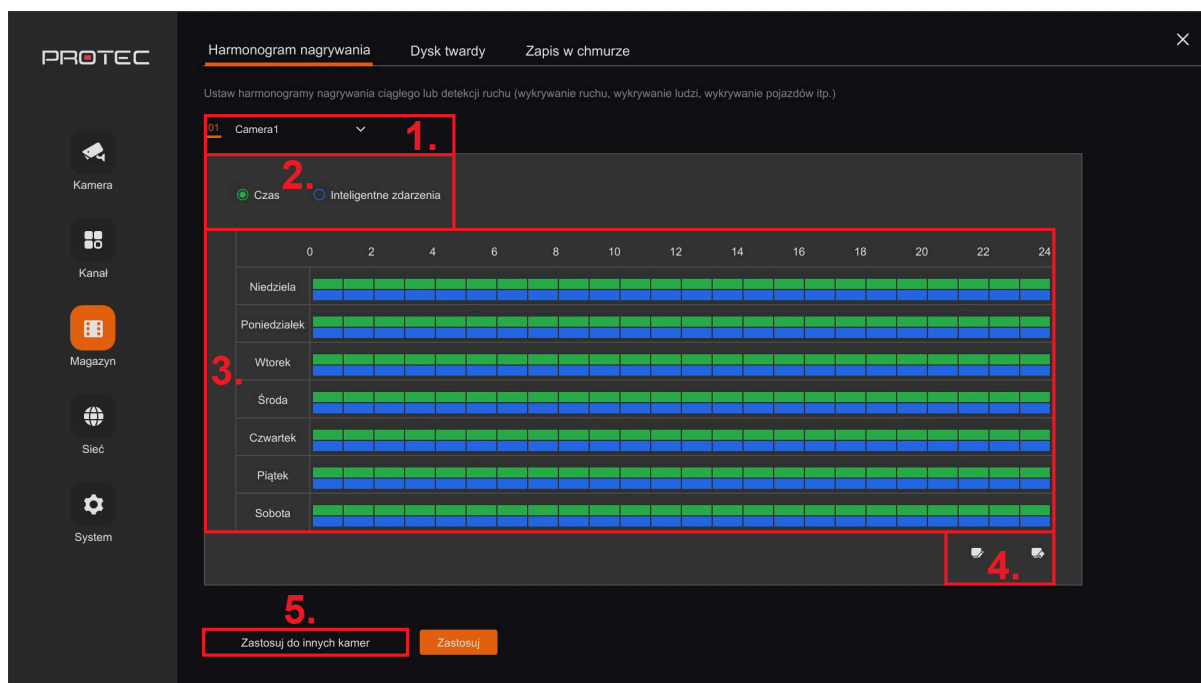 PROTEC
Harmonogram nagrywania Dysk twardy Zapis w chmurze
Ustaw harmonogramy nagrywania ciągłego lub detekcji ruchu (wykrywanie ruchu, wykrywanie ludzi, wykrywanie pojazdów itp.)
01 Camera1 1.
Kamera
2.
Czas Inteligentne zdarzenia
0 2 4 6 8 10 12 14 16 18 20 22 24
Kanał
Niedziela
Poniedziałek
Magazyn
3.
Wtorek
Środa
Sieć
Czwartek
Piątek
Sobota
System
4.
5.
Zastosuj do innych kamer Zastosuj